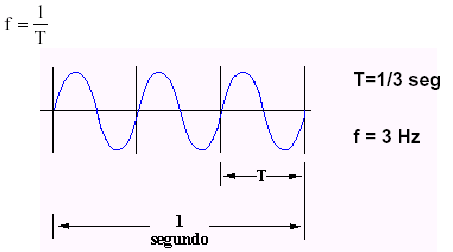 f = 1/T
T=1/3 seg
f = 3 Hz
T
1
segundo